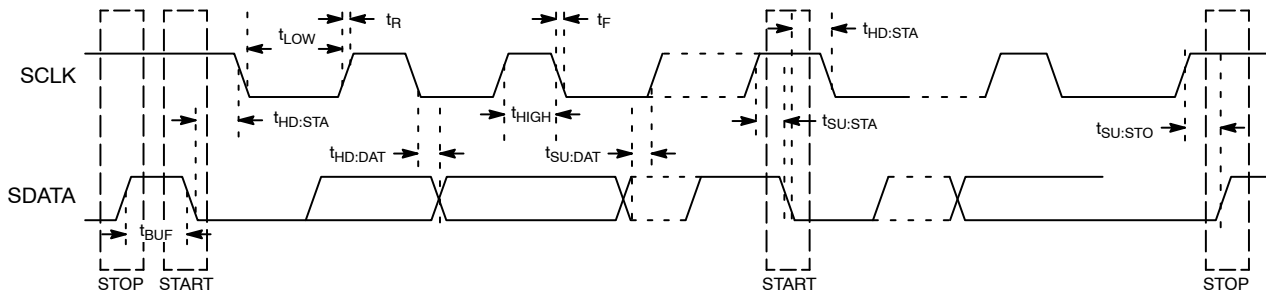 tR
tF
tLOW
tHD:STA
SCLK
tHD:STA
tHIGH
tSU:STA
tSU:STO
tHD:DAT
tSU:DAT
SDATA
tBUF
STOP
START
START
STOP